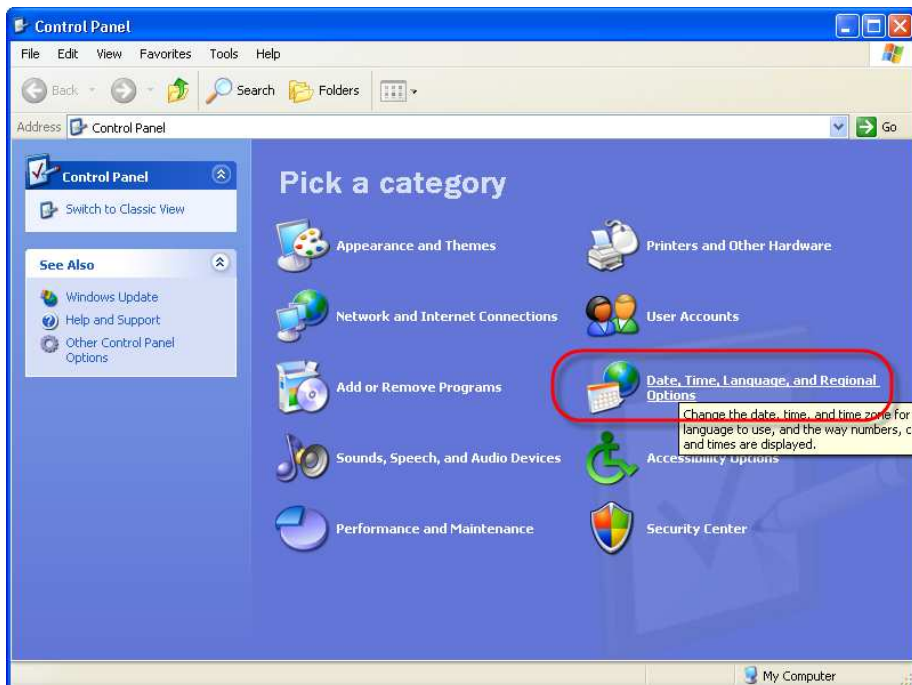 Control Panel
File Edit View Favorites Tools Help
Back Search Folders
Address Control Panel Go
Control Panel
Switch to Classic View
See Also
Windows Update
Help and Support
Other Control Panel
Options
Pick a category
Appearance and Themes
Printers and Other Hardware
Network and Internet Connections
User Accounts
Add or Remove Programs
Date, Time, Language, and Regional
Options
Change the date, time, and time zone for
language to use, and the way numbers, c
and times are displayed.
Sounds, Speech, and Audio Devices
Accessibility Options
Performance and Maintenance
Security Center
My Computer